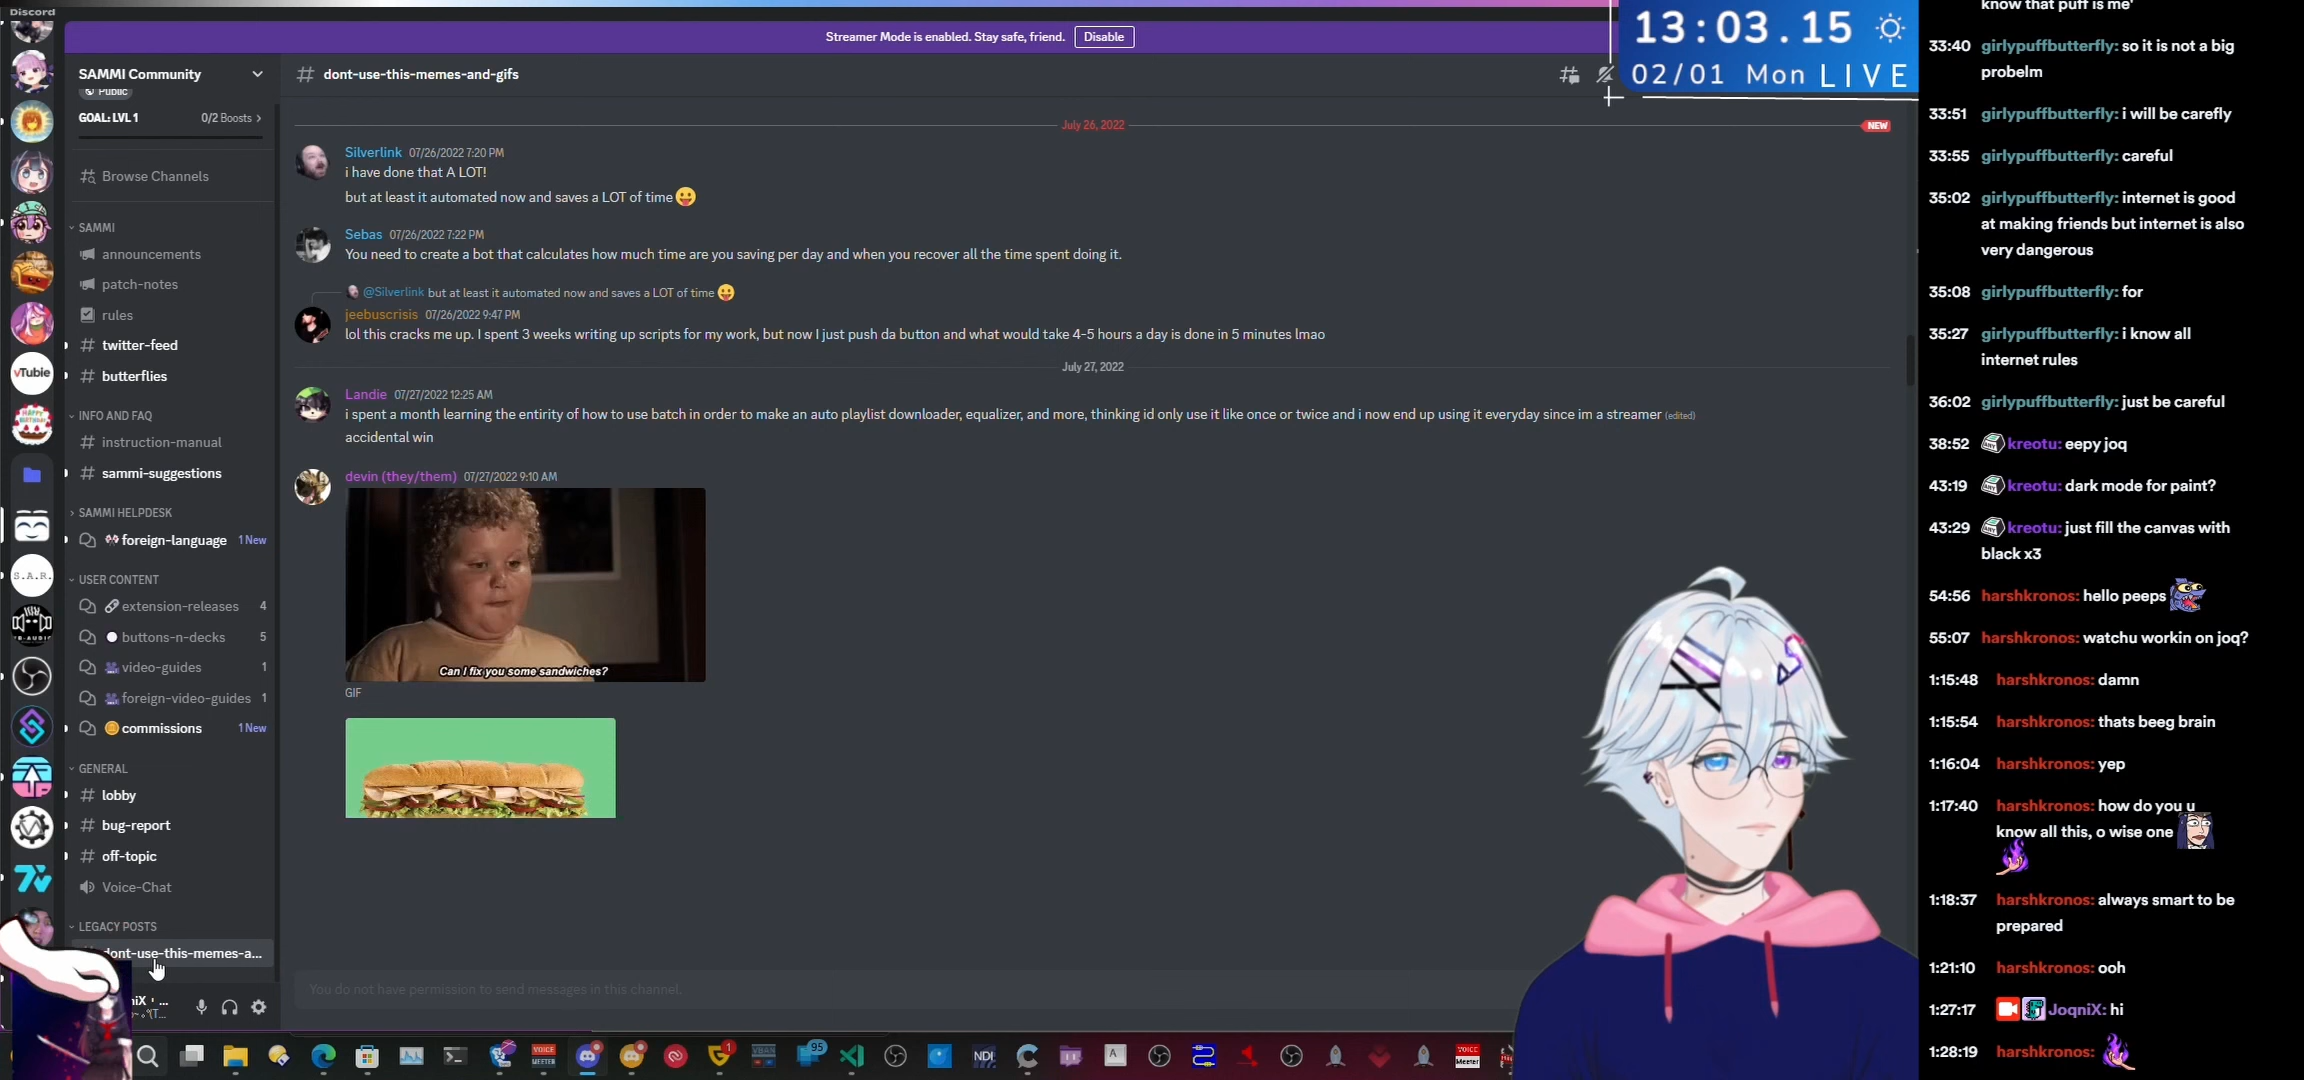 Discord
Streamer Mode is enabled. Stay safe, friend.
Disable
SAMMI Community
Public
GOAL: LVL 1
0/2 Boosts
Browse Channels
SAMMI
announcements
patch-notes
rules
twitter-feed
butterflies
INFO AND FAQ
instruction-manual
sammi-suggestions
SAMMI HELPDESK
foreign-language 1 New
USER CONTENT
extension-releases 4
buttons-n-decks 5
video-guides 1
foreign-video-guides 1
commissions 1 New
GENERAL
lobby
bug-report
off-topic
Voice-Chat
LEGACY POSTS
dont-use-this-memes-a...
vTubie
HAPPY BIRTHDAY
S.A.R.
niX
# dont-use-this-memes-and-gifs
July 26, 2022
NEW
Silverlink 07/26/2022 7:20 PM
i have done that A LOT!
but at least it automated now and saves a LOT of time 😛
Sebas 07/26/2022 7:22 PM
You need to create a bot that calculates how much time are you saving per day and when you recover all the time spent doing it.
@Silverlink but at least it automated now and saves a LOT of time 😛
jeebuscrisis 07/26/2022 9:47 PM
lol this cracks me up. I spent 3 weeks writing up scripts for my work, but now I just push da button and what would take 4-5 hours a day is done in 5 minutes lmao
July 27, 2022
Landie 07/27/2022 12:25 AM
i spent a month learning the entirity of how to use batch in order to make an auto playlist downloader, equalizer, and more, thinking id only use it like once or twice and i now end up using it everyday since im a streamer (edited)
accidental win
devin (they/them) 07/27/2022 9:10 AM
Can I fix you some sandwiches?
GIF
You do not have permission to send messages in this channel.
VOICE MEETER
1
VBAN
95
NDI
A
Voice Meeter
13:03.15
02/01 Mon LIVE
know that puff is me'
33:40 girlypuffbutterfly: so it is not a big
probelm
33:51 girlypuffbutterfly: i will be carefly
33:55 girlypuffbutterfly: careful
35:02 girlypuffbutterfly: internet is good
at making friends but internet is also
very dangerous
35:08 girlypuffbutterfly: for
35:27 girlypuffbutterfly: i know all
internet rules
36:02 girlypuffbutterfly: just be careful
38:52 kreotu: eepy joq
43:19 kreotu: dark mode for paint?
43:29 kreotu: just fill the canvas with
black x3
54:56 harshkronos: hello peeps
55:07 harshkronos: watchu workin on joq?
1:15:48 harshkronos: damn
1:15:54 harshkronos: thats beeg brain
1:16:04 harshkronos: yep
1:17:40 harshkronos: how do you u
know all this, o wise one
1:18:37 harshkronos: always smart to be
prepared
1:21:10 harshkronos: ooh
1:27:17 JoqniX: hi
1:28:19 harshkronos: